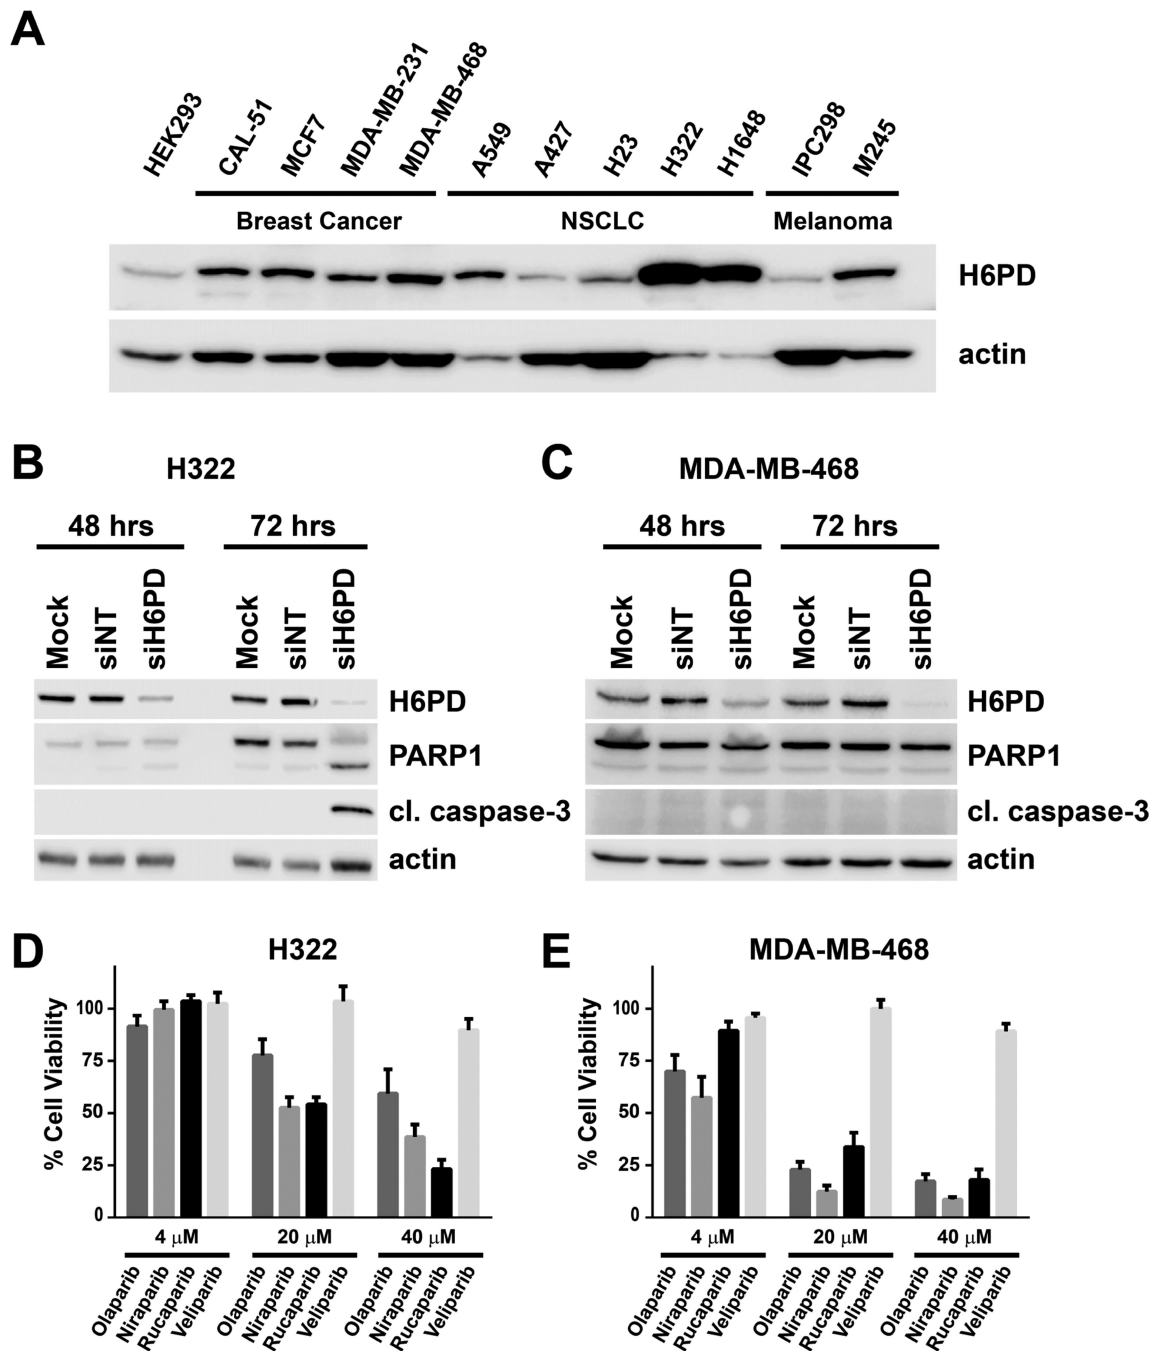 A
HEK293
CAL-51
MCF7
MDA-MB-231
MDA-MB-468
A549
A427
H23
H322
H1648
IPC298
M245
Breast Cancer
NSCLC
Melanoma
H6PD
actin
B
H322
48 hrs
72 hrs
Mock
siNT
siH6PD
Mock
siNT
siH6PD
H6PD
PARP1
cl. caspase-3
actin
C
MDA-MB-468
48 hrs
72 hrs
Mock
siNT
siH6PD
Mock
siNT
siH6PD
H6PD
PARP1
cl. caspase-3
actin
D
H322
% Cell Viability
100
75
50
25
0
4 µM
20 µM
40 µM
Olaparib
Niraparib
Rucaparib
Veliparib
Olaparib
Niraparib
Rucaparib
Veliparib
Olaparib
Niraparib
Rucaparib
Veliparib
E
MDA-MB-468
% Cell Viability
100
75
50
25
0
4 µM
20 µM
40 µM
Olaparib
Niraparib
Rucaparib
Veliparib
Olaparib
Niraparib
Rucaparib
Veliparib
Olaparib
Niraparib
Rucaparib
Veliparib